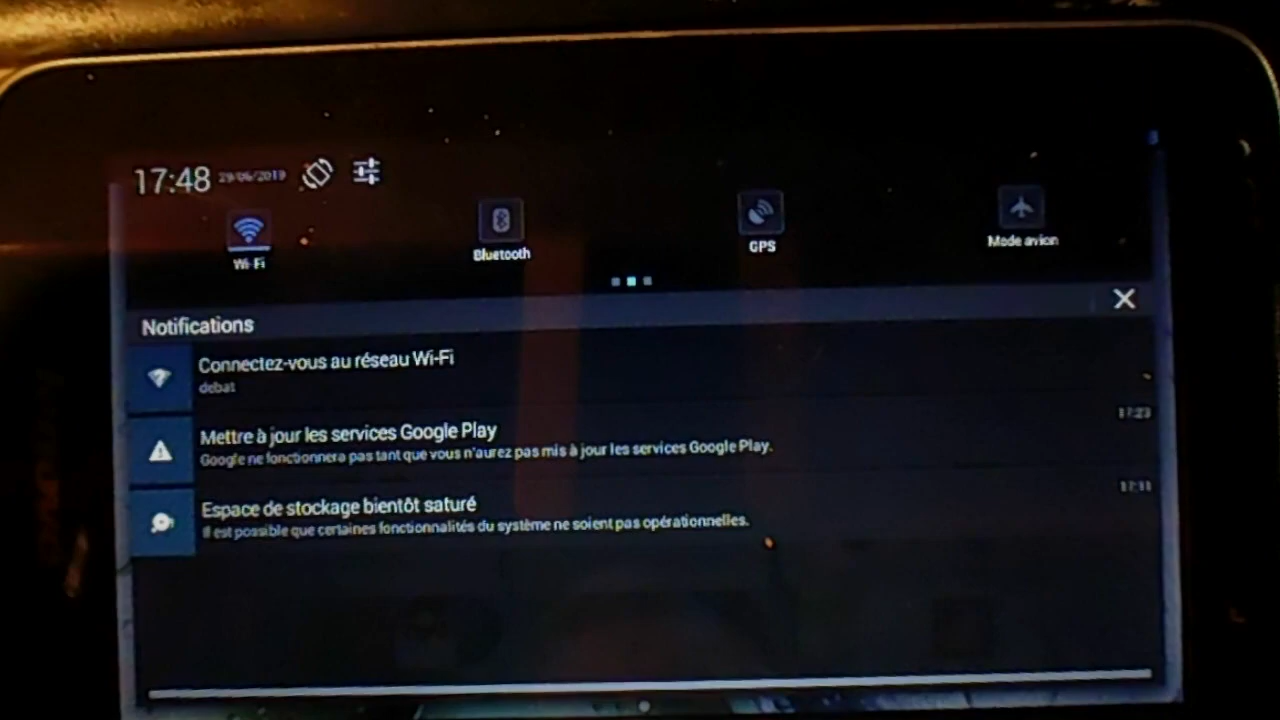 17:48 29/06/2019
Wi-Fi
Bluetooth
GPS
Mode avion
Notifications
Connectez-vous au réseau Wi-Fi
debat
Mettre à jour les services Google Play
17:23
Google ne fonctionnera pas tant que vous n'aurez pas mis à jour les services Google Play.
Espace de stockage bientôt saturé
17:11
Il est possible que certaines fonctionnalités du système ne soient pas opérationnelles.